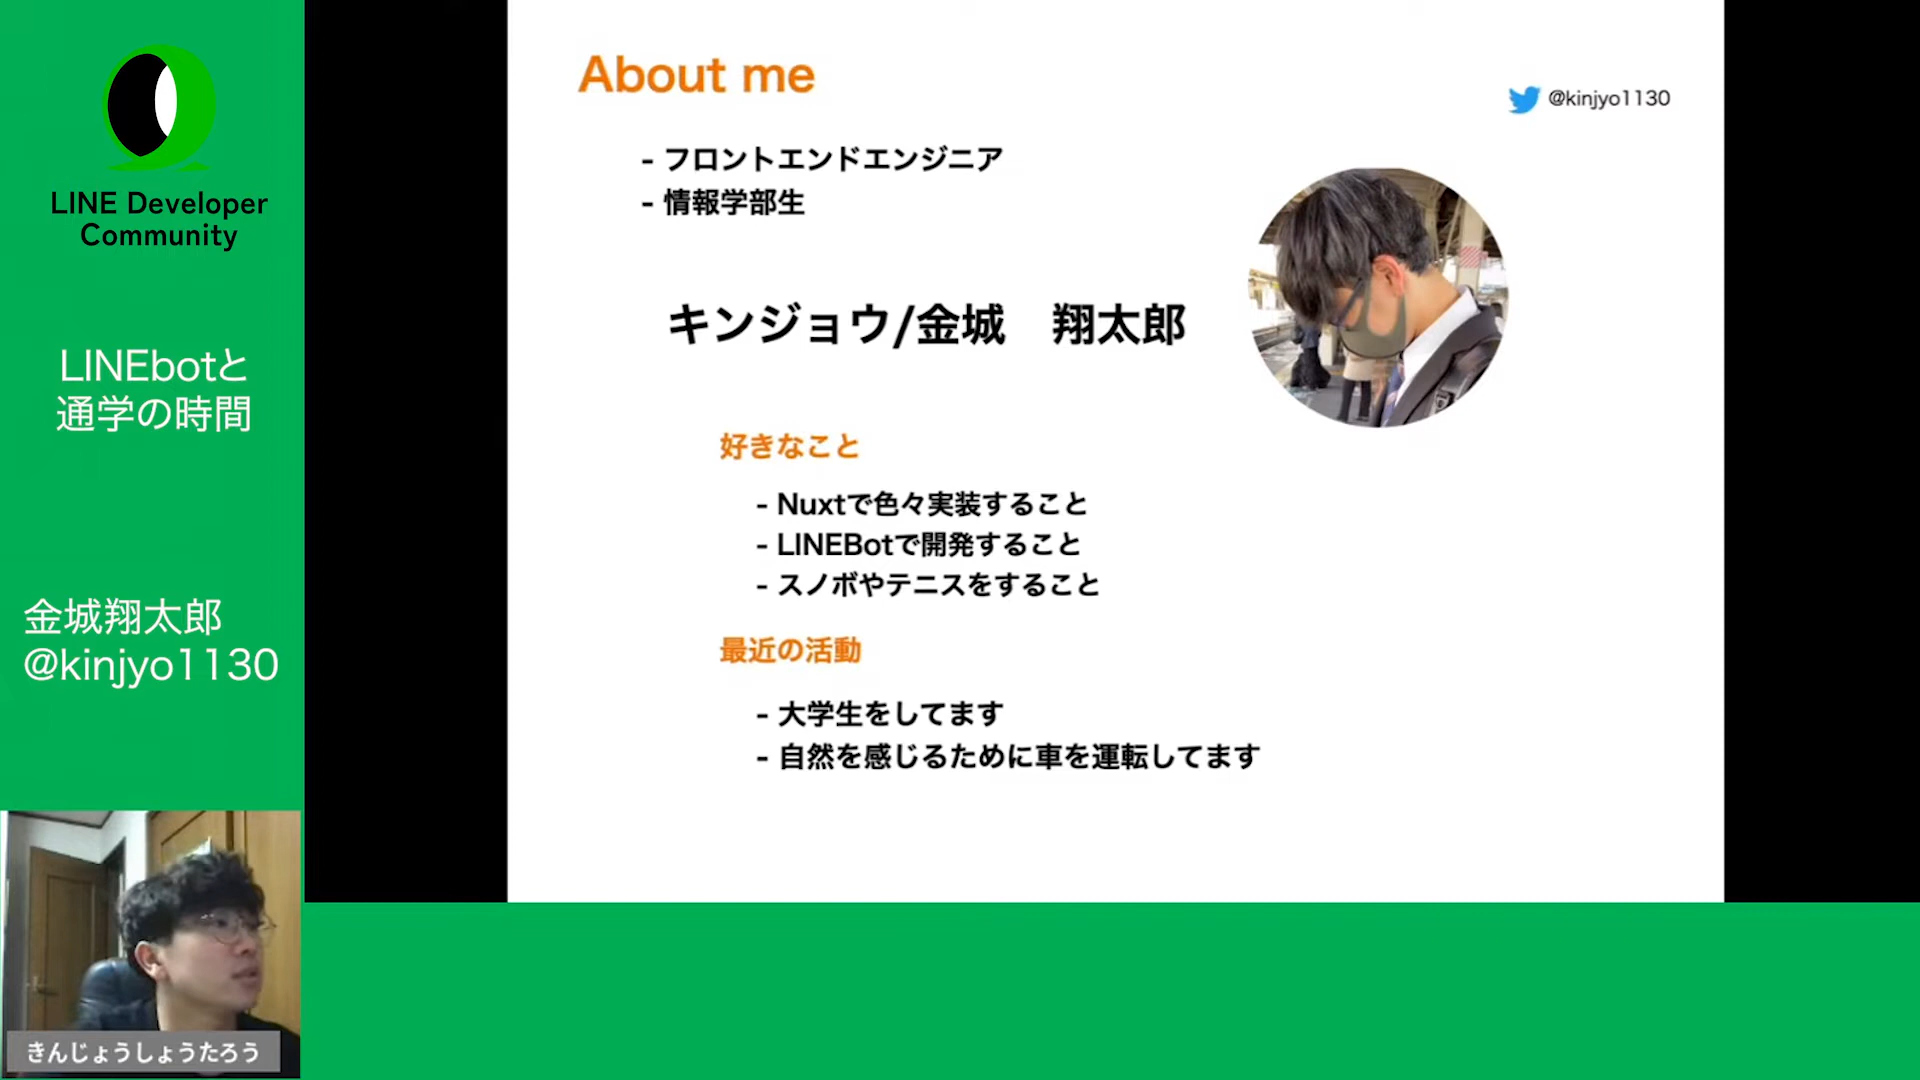 LINE Developer
Community
LINEbotと
通学の時間
金城翔太郎
@kinjyo1130
きんじょうしょうたろう
About me
@kinjyo1130
- フロントエンドエンジニア
- 情報学部生
キンジョウ/金城　翔太郎
好きなこと
- Nuxtで色々実装すること
- LINEBotで開発すること
- スノボやテニスをすること
最近の活動
- 大学生をしてます
- 自然を感じるために車を運転してます